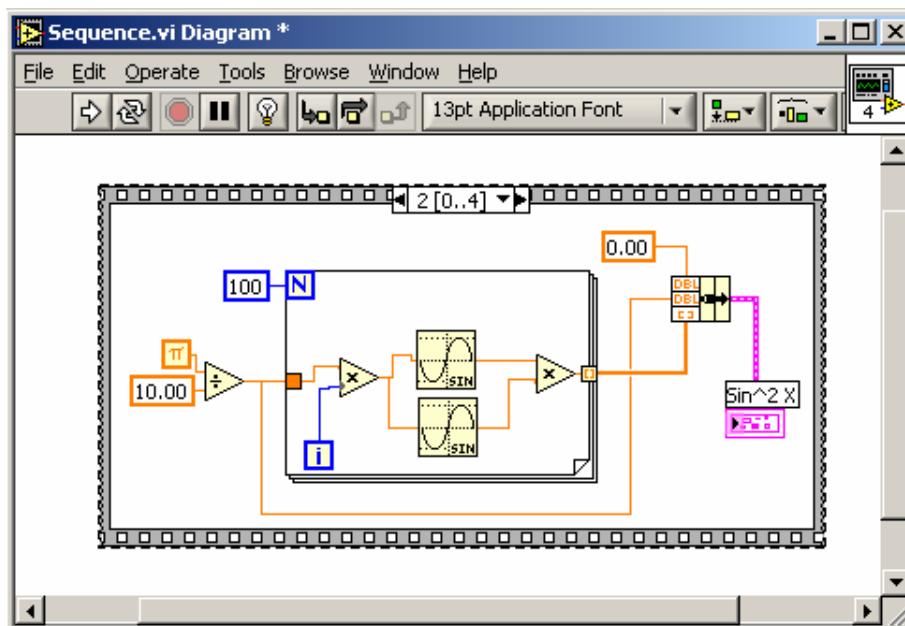 Sequence.vi Diagram *
File Edit Operate Tools Browse Window Help
13pt Application Font
4
2 [0..4]
0.00
100 N
DBL
DBL
[ ]
π
SIN
10.00
÷
x
x
[ ]
Sin^2 X
SIN
i